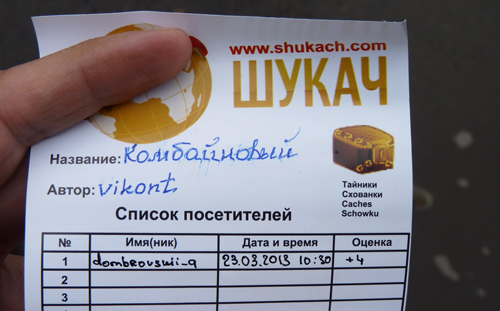 www.shukach.com
ШУКАЧ
Название: Комбайновый
Автор: vikont
Тайники
Схованки
Caches
Schowku
Список посетителей
№ Имя(ник) Дата и время Оценка
1 dombrovskii-a 23.03.2013 10:30 +4
2
3
4